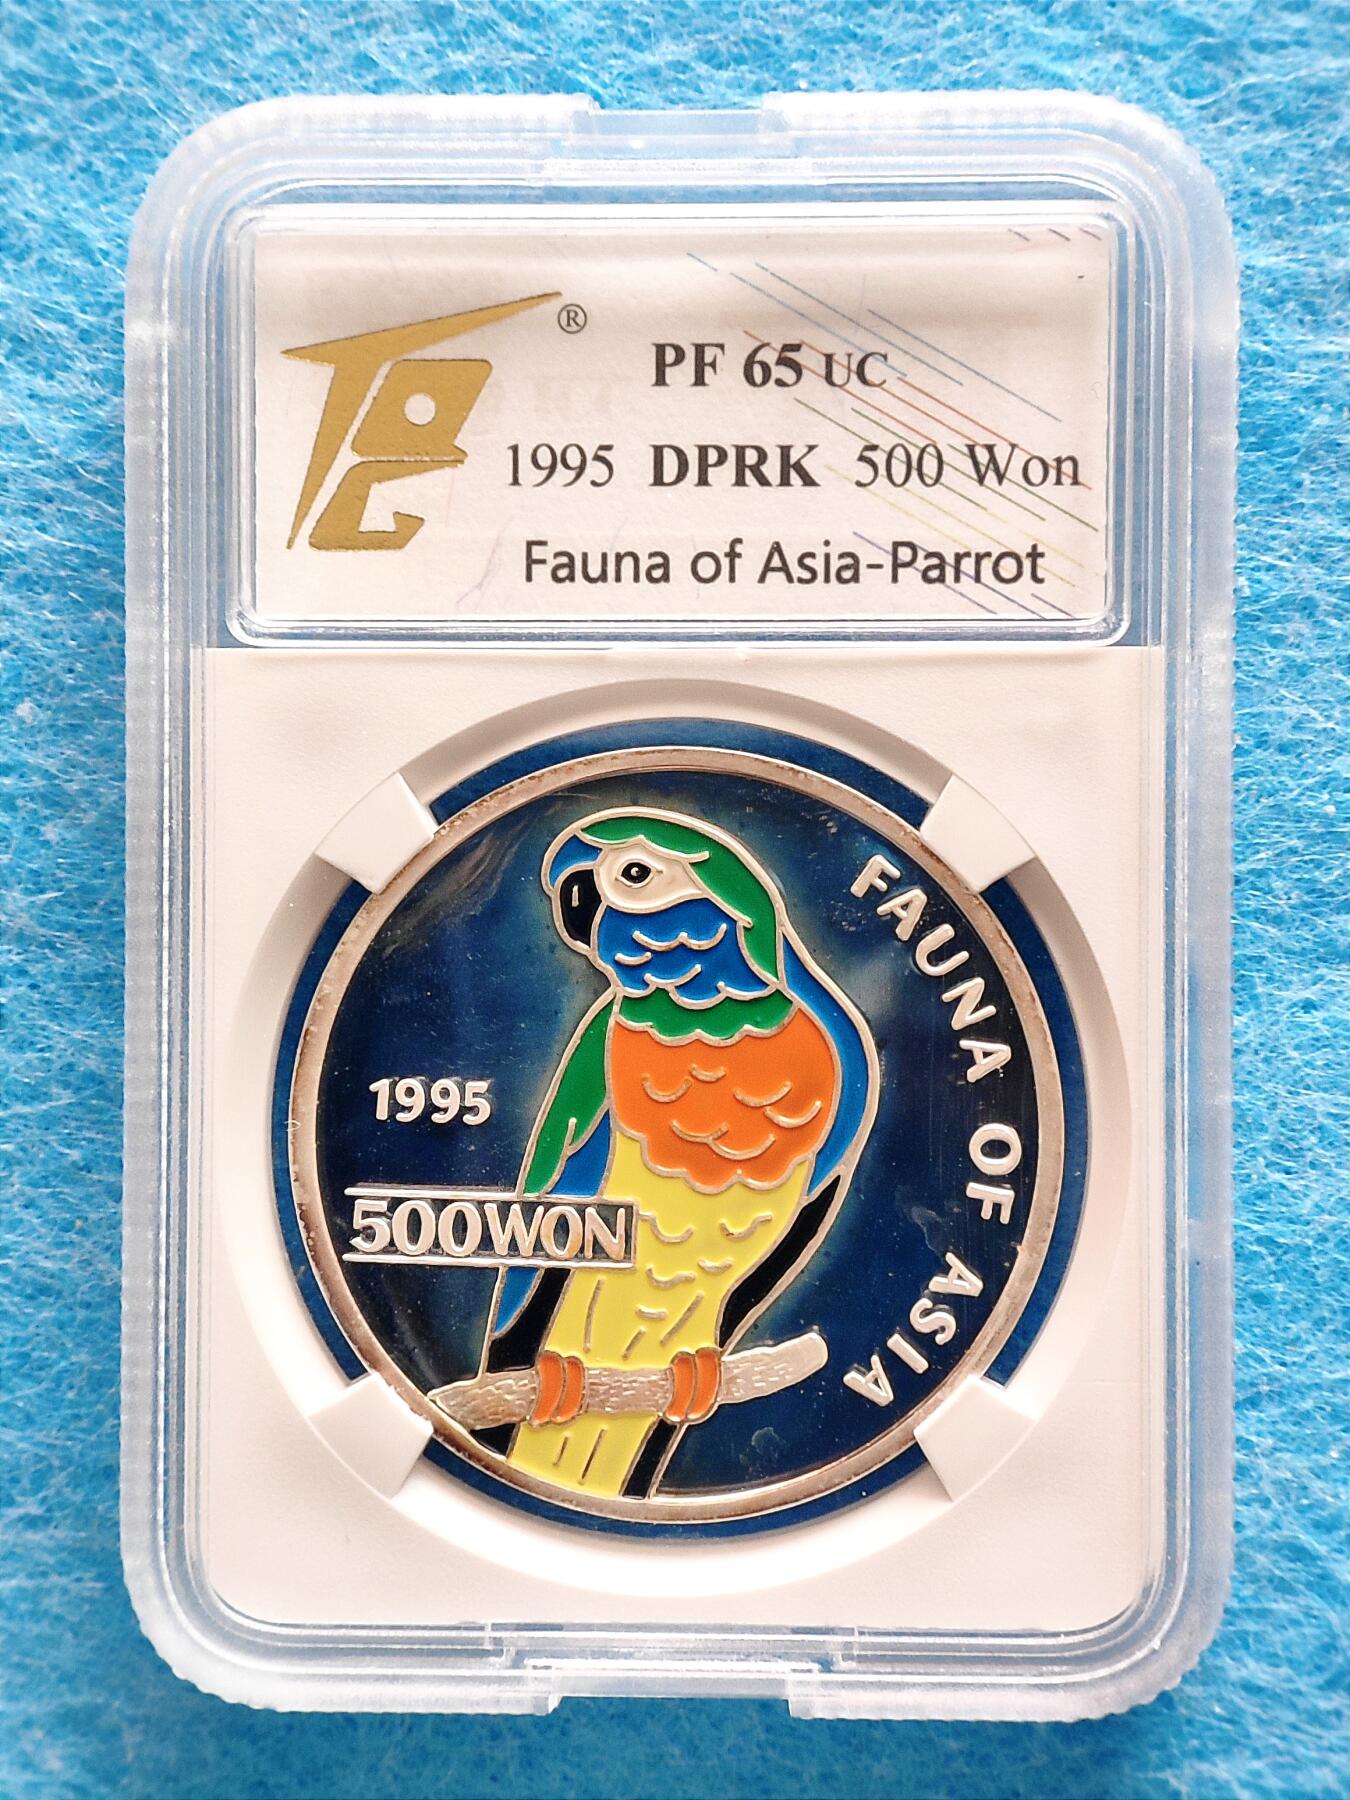 ®
PF 65 UC
1995 DPRK 500 Won
Fauna of Asia-Parrot
FAUNA OF ASIA
1995
500WON